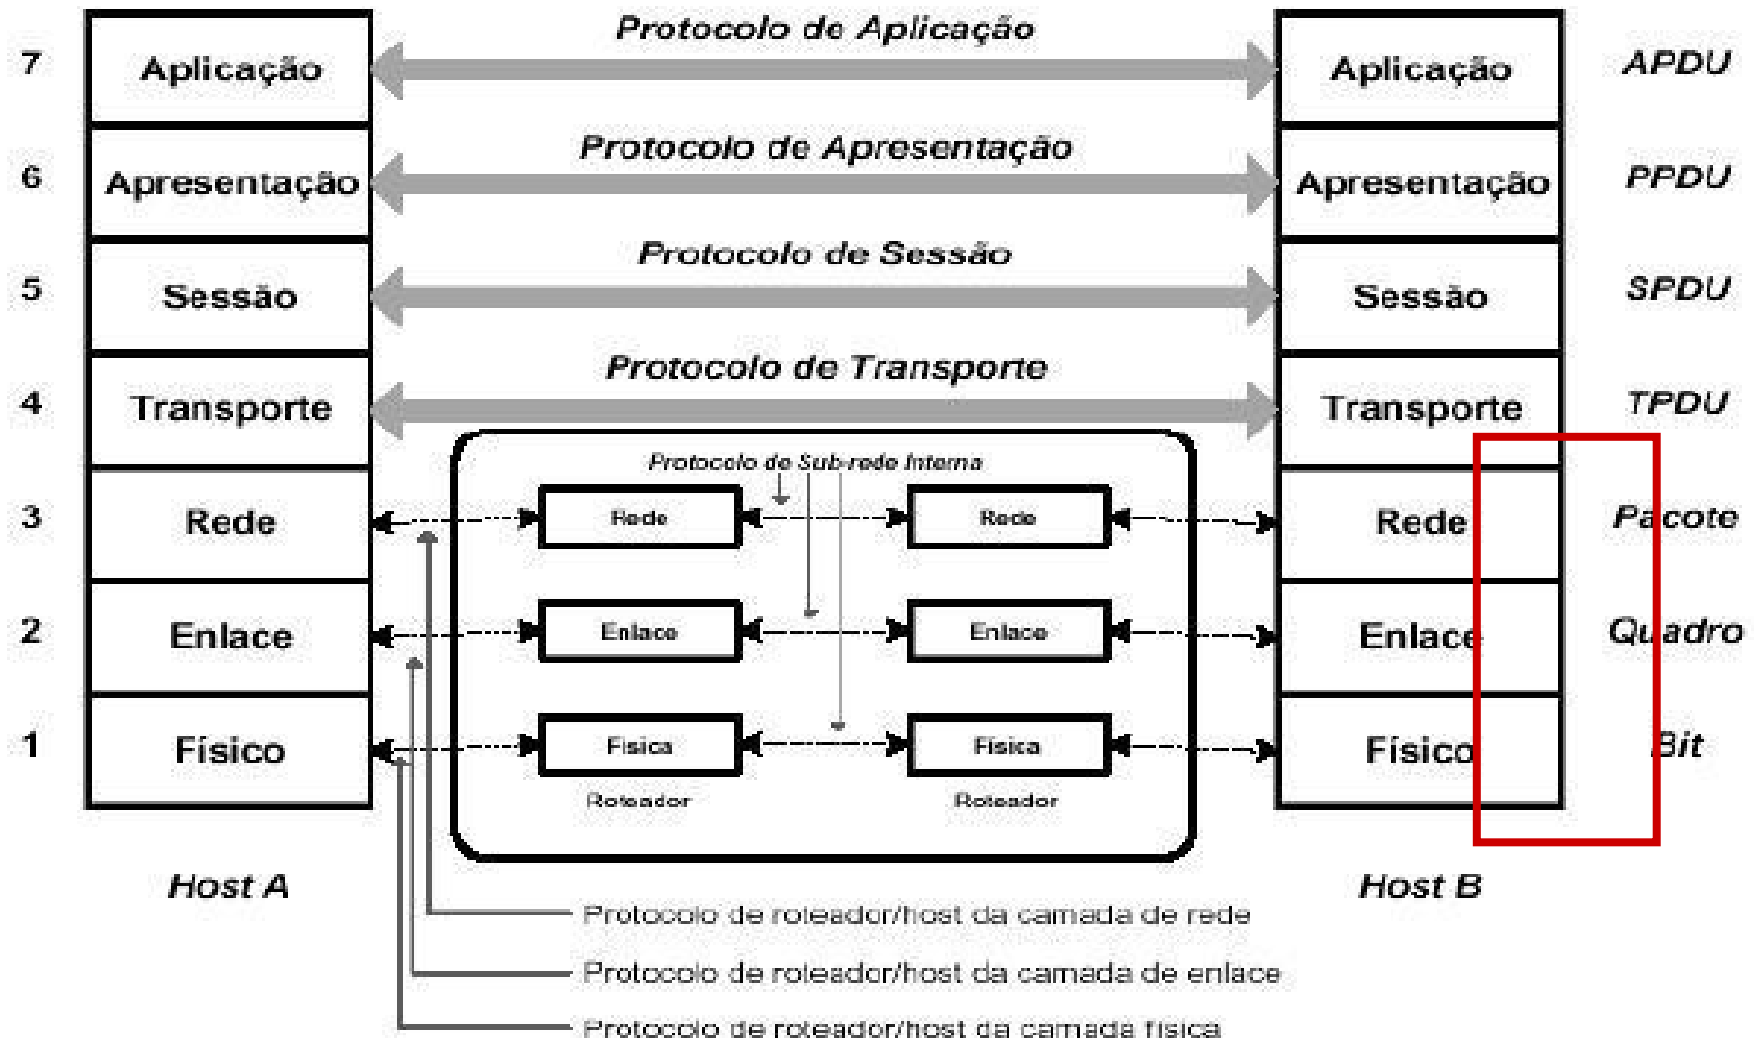 Protocolo de Aplicação
7 Aplicação Aplicação APDU
Protocolo de Apresentação
6 Apresentação Apresentação PPDU
Protocolo de Sessão
5 Sessão Sessão SPDU
Protocolo de Transporte
4 Transporte Transporte TPDU
Protocolo de Sub-rede Interna
3 Rede Rede Rede Rede Pacote
2 Enlace Enlace Enlace Enlace Quadro
1 Físico Física Física Físico Bit
Roteador Roteador
Host A Host B
Protocolo de roteador/host da camada de rede
Protocolo de roteador/host da camada de enlace
Protocolo de roteador/host da camada física